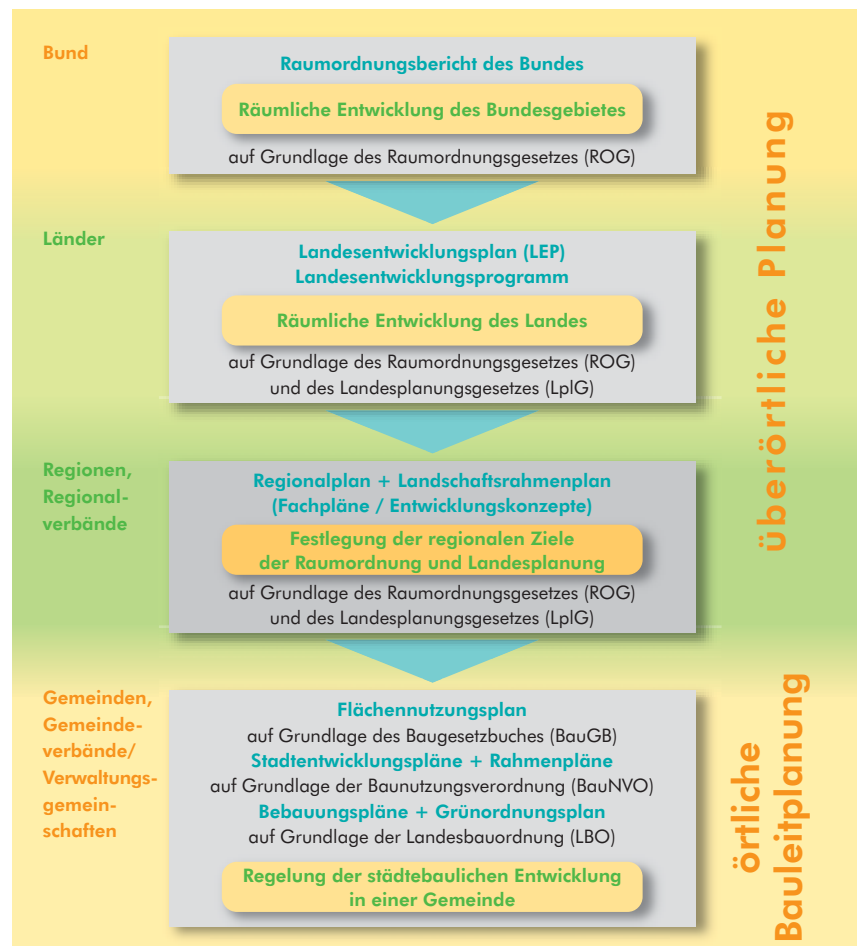 Bund
Raumordnungsbericht des Bundes
Räumliche Entwicklung des Bundesgebietes
auf Grundlage des Raumordnungsgesetzes (ROG)
Länder
Landesentwicklungsplan (LEP)
Landesentwicklungsprogramm
Räumliche Entwicklung des Landes
auf Grundlage des Raumordnungsgesetzes (ROG)
und des Landesplanungsgesetzes (LplG)
überörtliche Planung
Regionen,
Regional-
verbände
Regionalplan + Landschaftsrahmenplan
(Fachpläne / Entwicklungskonzepte)
Festlegung der regionalen Ziele
der Raumordnung und Landesplanung
auf Grundlage des Raumordnungsgesetzes (ROG)
und des Landesplanungsgesetzes (LplG)
Gemeinden,
Gemeinde-
verbände/
Verwaltungs-
gemein-
schaften
Flächennutzungsplan
auf Grundlage des Baugesetzbuches (BauGB)
Stadtentwicklungspläne + Rahmenpläne
auf Grundlage der Baunutzungsverordnung (BauNVO)
Bebauungspläne + Grünordnungsplan
auf Grundlage der Landesbauordnung (LBO)
Regelung der städtebaulichen Entwicklung
in einer Gemeinde
örtliche
Bauleitplanung